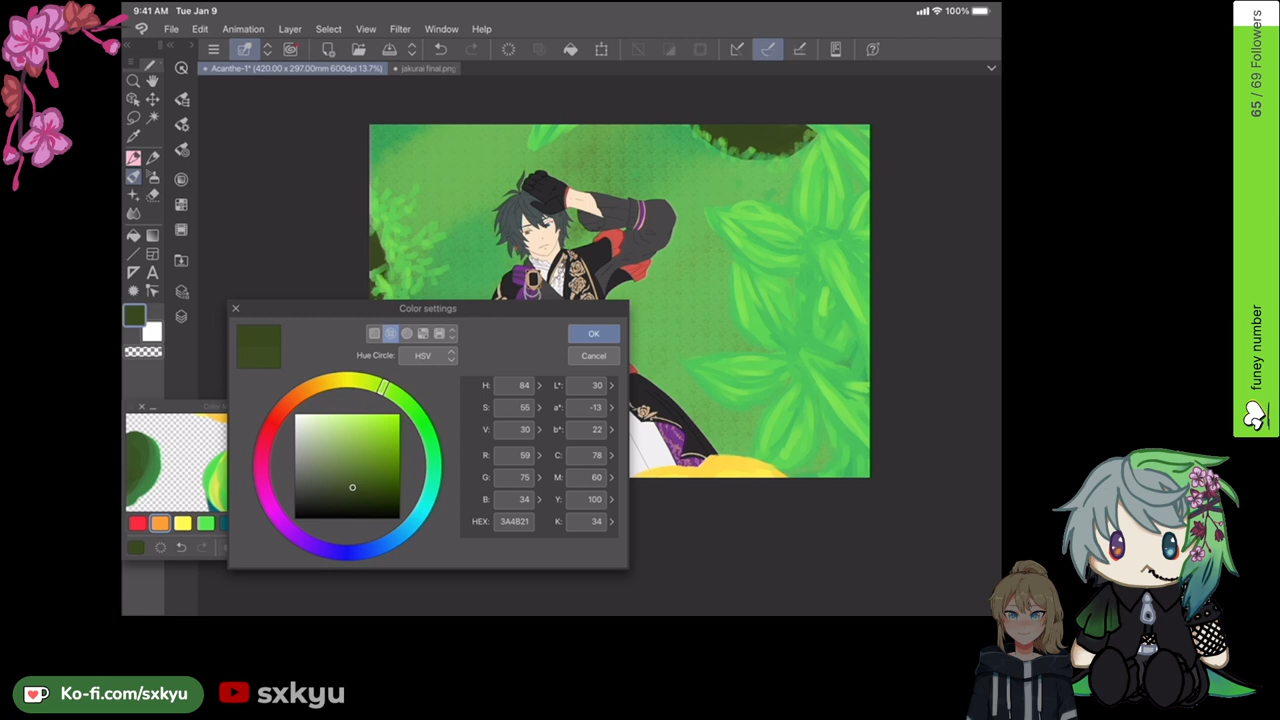 9:41 AM Tue Jan 9
100%
File Edit Animation Layer Select View Filter Window Help
Acanthe-1* (420.00 x 297.00mm 600dpi 13.7%)
jakurai final.png
Color settings
OK
Hue Circle: HSV
Cancel
H: 84 L*: 30
S: 55 a*: -13
V: 30 b*: 22
R: 59 C: 78
G: 75 M: 60
B: 34 Y: 100
HEX: 3A4B21 K: 34
65 / 69 Followers
funey number
Ko-fi.com/sxkyu
sxkyu